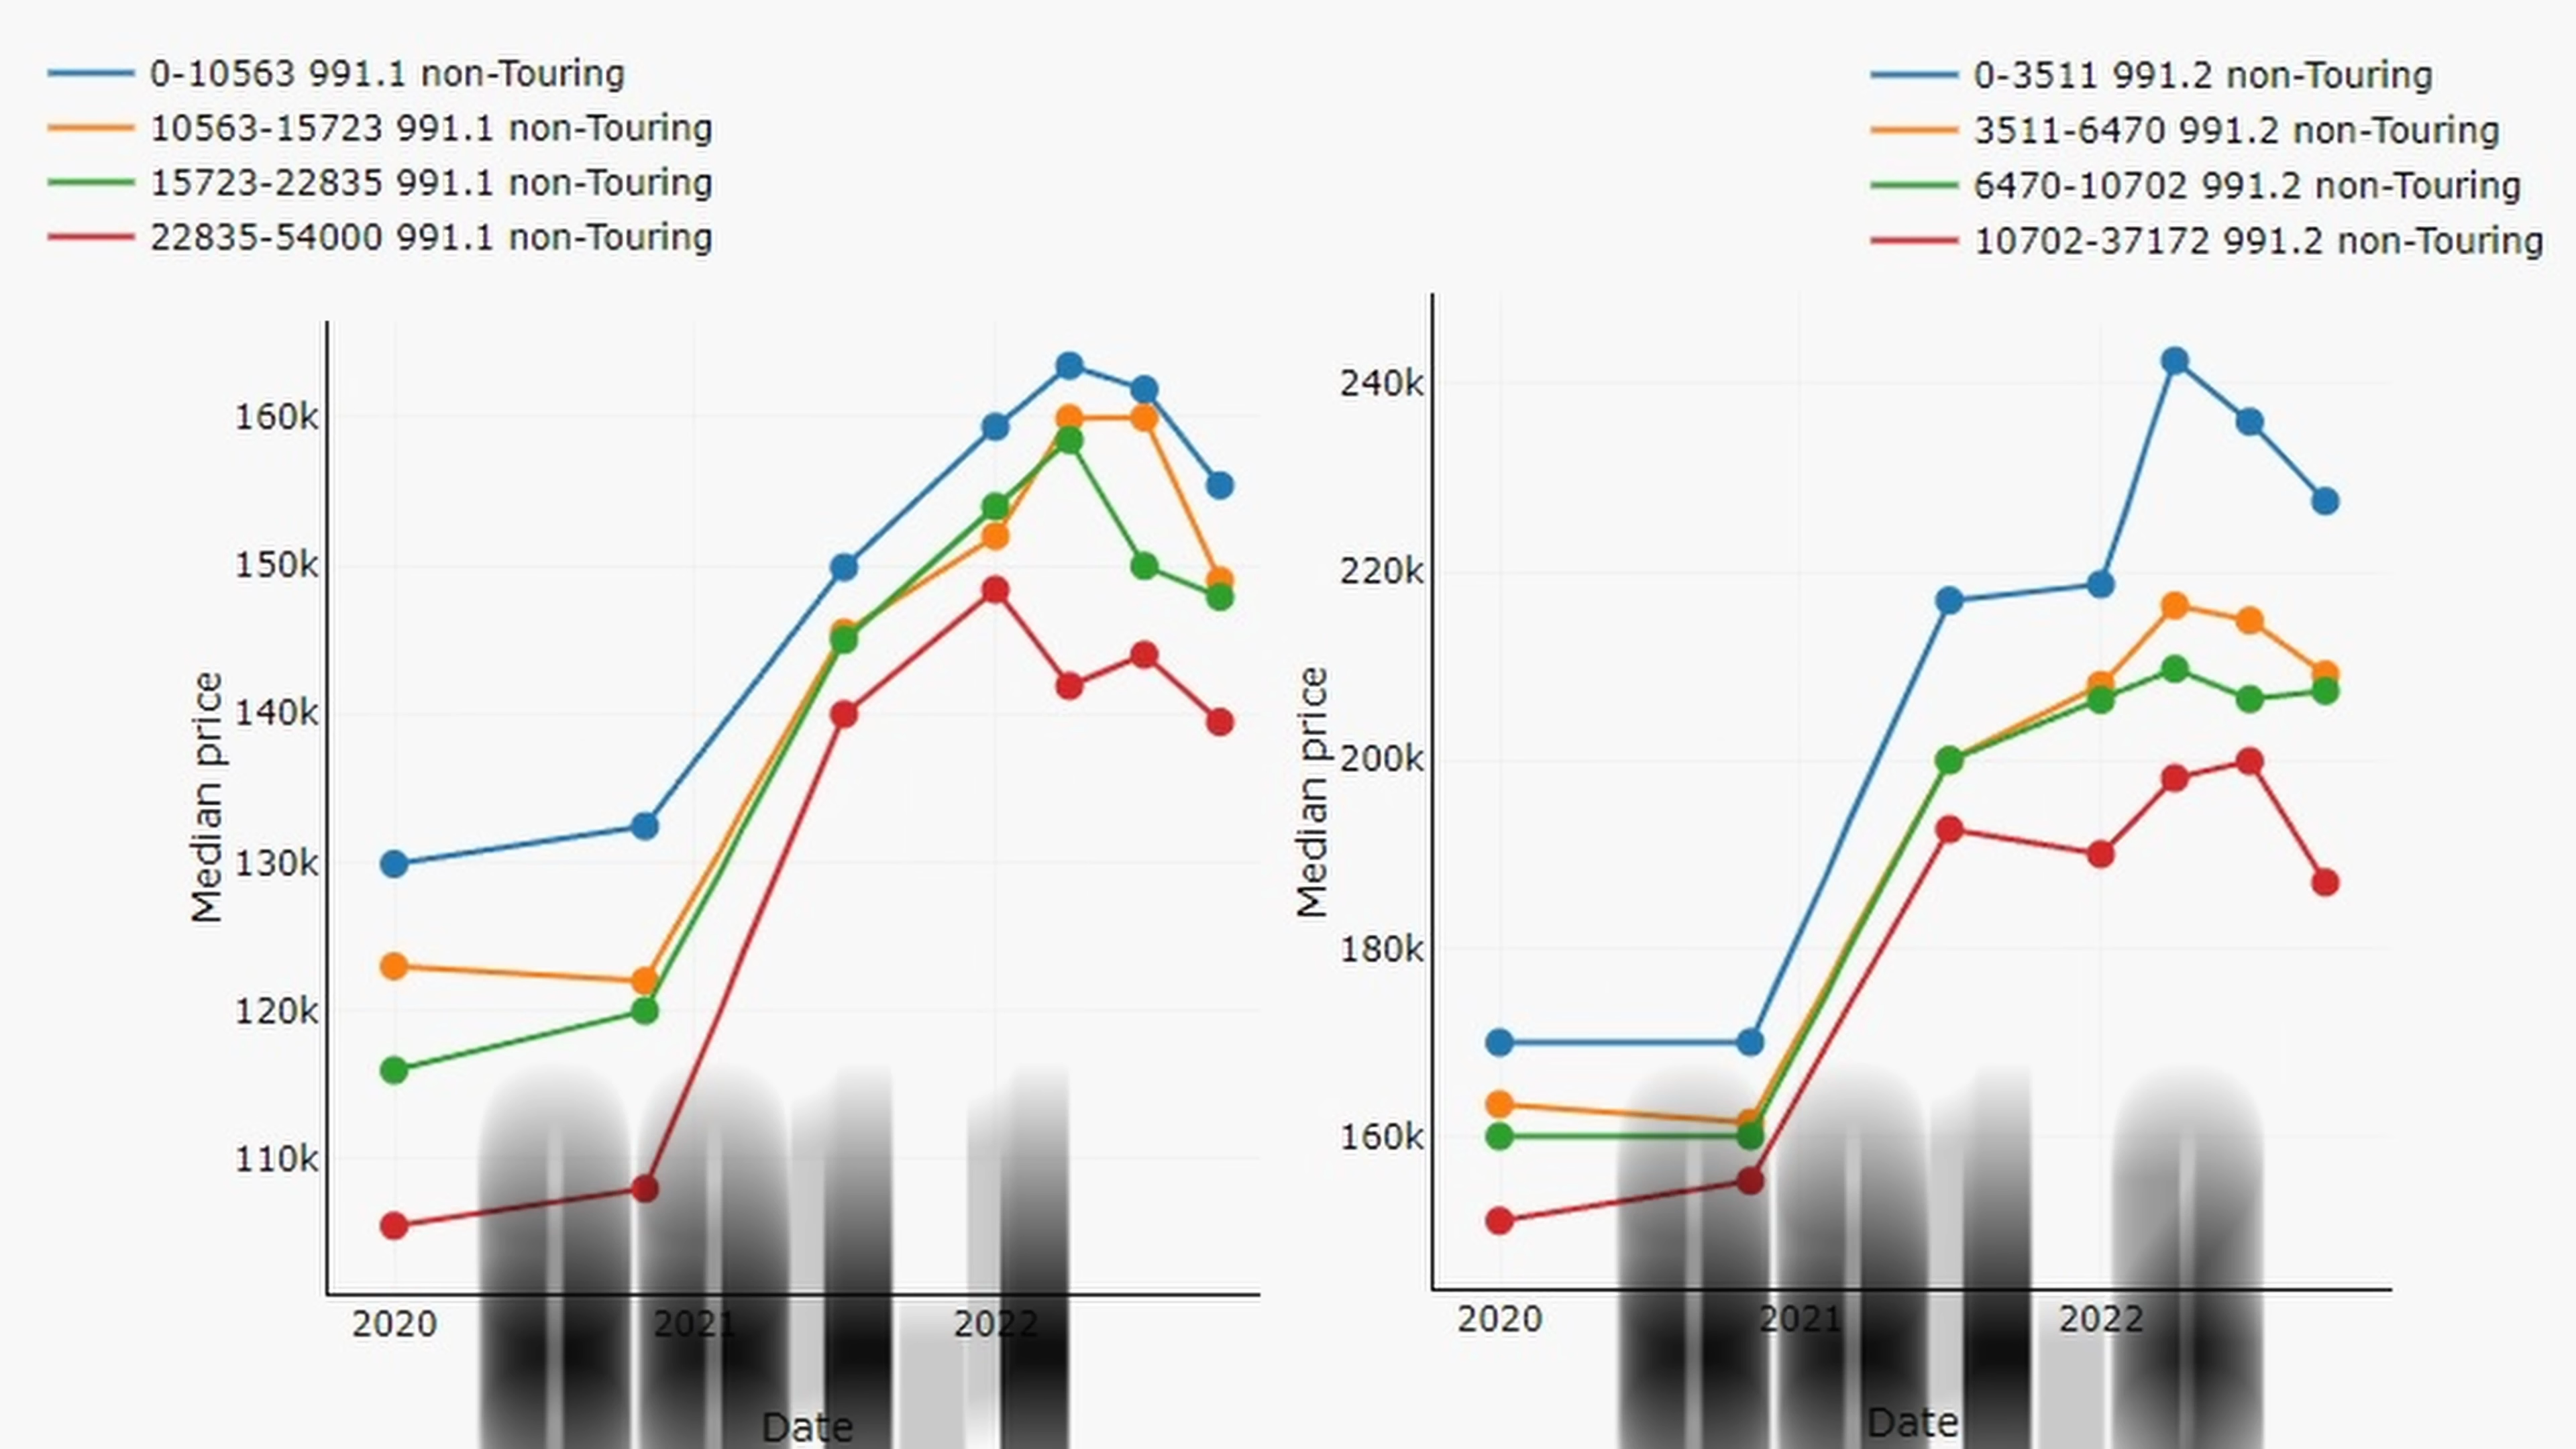 0-10563 991.1 non-Touring
10563-15723 991.1 non-Touring
15723-22835 991.1 non-Touring
22835-54000 991.1 non-Touring
160k
150k
140k
130k
120k
110k
Median price
2020 2021 2022
Date
0-3511 991.2 non-Touring
3511-6470 991.2 non-Touring
6470-10702 991.2 non-Touring
10702-37172 991.2 non-Touring
240k
220k
200k
180k
160k
Median price
2020 2021 2022
Date